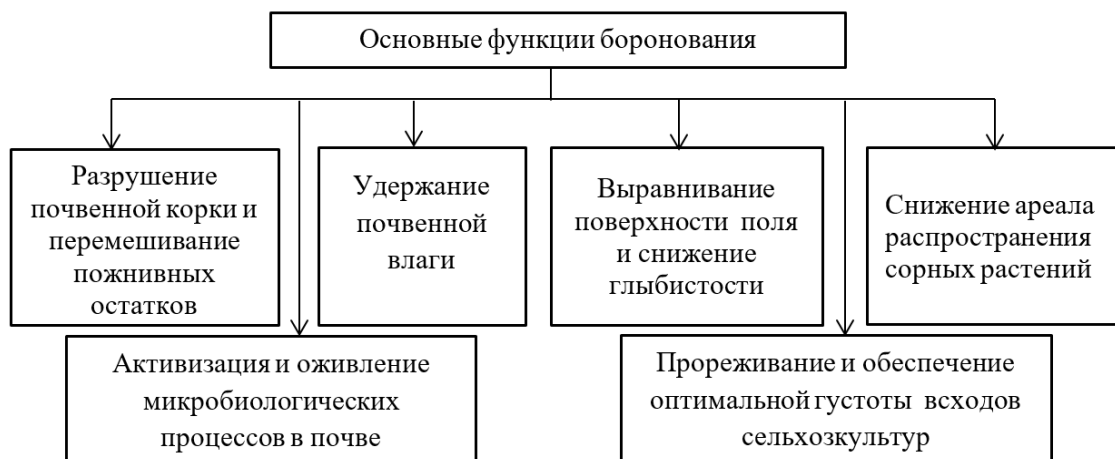 Основные функции боронования
Разрушение
почвенной корки и
перемешивание
пожнивных
остатков
Удержание
почвенной
влаги
Выравнивание
поверхности поля
и снижение
глыбистости
Снижение ареала
распространения
сорных растений
Активизация и оживление
микробиологических
процессов в почве
Прореживание и обеспечение
оптимальной густоты всходов
сельхозкультур